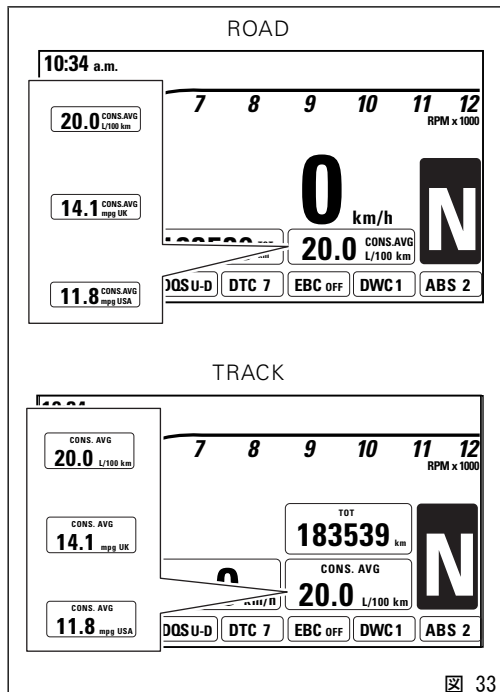 ROAD
10:34 a.m.
7 8 9 10 11 12
RPM x 1000
20.0 CONS.AVG
L/100 km
14.1 CONS.AVG
mpg UK
11.8 CONS.AVG
mpg USA
0 km/h
N
20.0 CONS.AVG
L/100 km
DQS U-D DTC 7 EBC OFF DWC 1 ABS 2
TRACK
7 8 9 10 11 12
RPM x 1000
CONS. AVG
20.0 L/100 km
CONS. AVG
14.1 mpg UK
CONS. AVG
11.8 mpg USA
TOT
183539 km
N
CONS. AVG
20.0 L/100 km
DQS U-D DTC 7 EBC OFF DWC 1 ABS 2
図 33